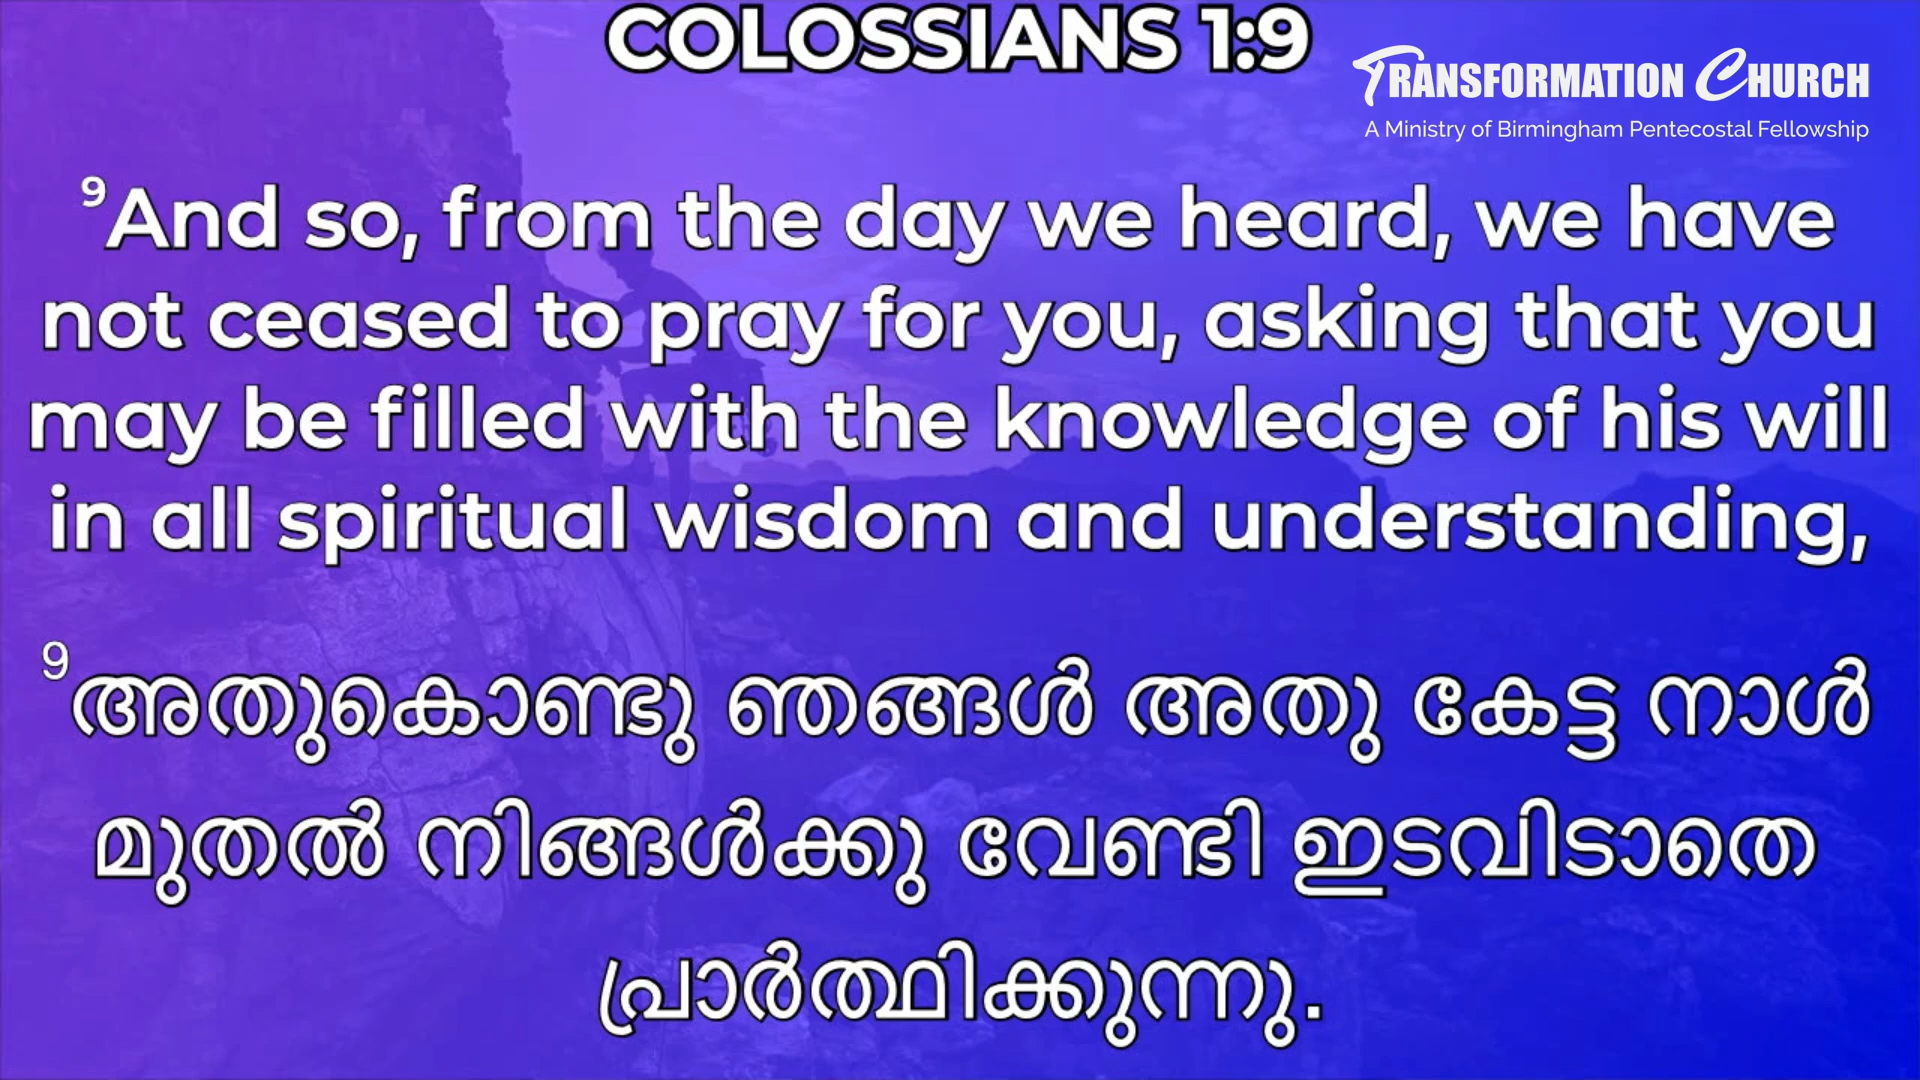 COLOSSIANS 1:9
TRANSFORMATION CHURCH
A Ministry of Birmingham Pentecostal Fellowship
⁹And so, from the day we heard, we have
not ceased to pray for you, asking that you
may be filled with the knowledge of his will
in all spiritual wisdom and understanding,
⁹അതുകൊണ്ടു ഞങ്ങൾ അതു കേട്ട നാൾ
മുതൽ നിങ്ങൾക്കു വേണ്ടി ഇടവിടാതെ
പ്രാർത്ഥിക്കുന്നു.